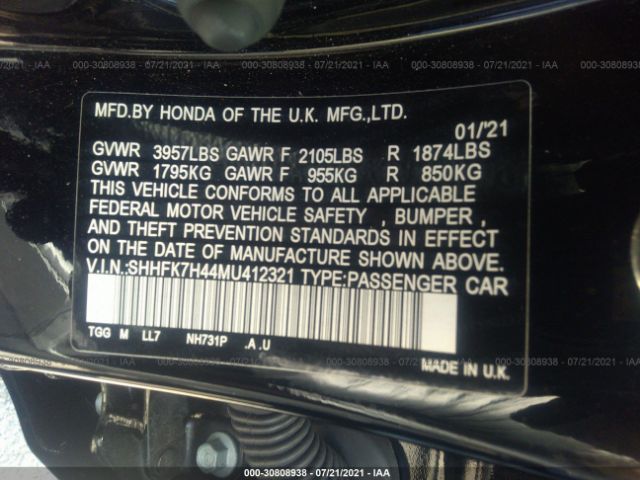 000-30808938 - 07/21/2021 - IAA
MFD.BY HONDA OF THE U.K. MFG.,LTD.
01/'21
GVWR 3957LBS GAWR F 2105LBS R 1874LBS
GVWR 1795KG GAWR F 955KG R 850KG
THIS VEHICLE CONFORMS TO ALL APPLICABLE
FEDERAL MOTOR VEHICLE SAFETY , BUMPER ,
AND THEFT PREVENTION STANDARDS IN EFFECT
ON THE DATE OF MANUFACTURE SHOWN ABOVE.
V.I.N.:SHHFK7H44MU412321 TYPE:PASSENGER CAR
TGG M LL7 NH731P .A.U
MADE IN U.K.
000-30808938 - 07/21/2021 - IAA